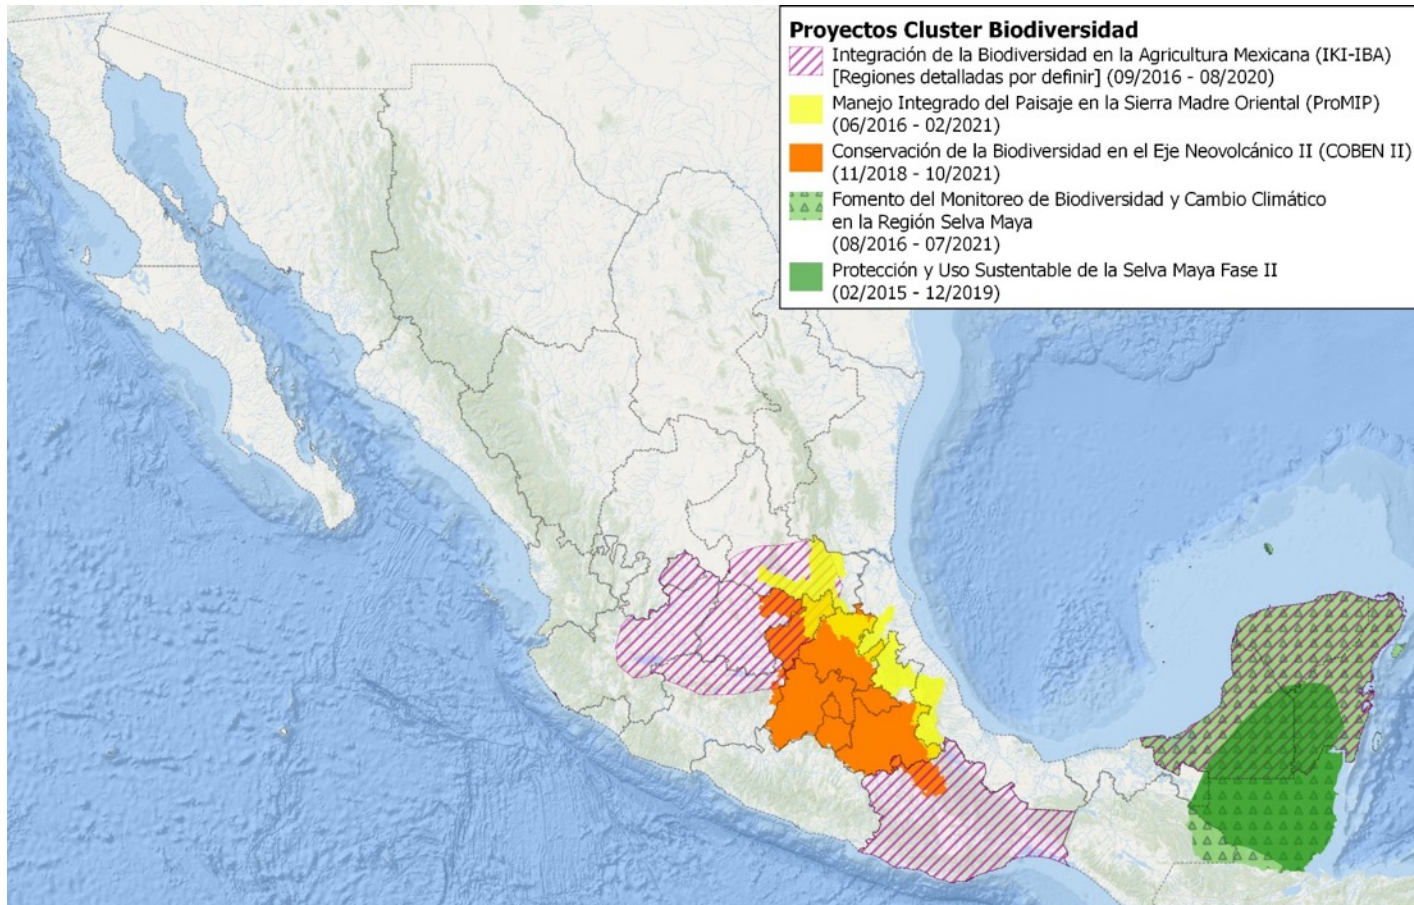 Proyectos Cluster Biodiversidad
Integración de la Biodiversidad en la Agricultura Mexicana (IKI-IBA)
[Regiones detalladas por definir] (09/2016 - 08/2020)
Manejo Integrado del Paisaje en la Sierra Madre Oriental (ProMIP)
(06/2016 - 02/2021)
Conservación de la Biodiversidad en el Eje Neovolcánico II (COBEN II)
(11/2018 - 10/2021)
Fomento del Monitoreo de Biodiversidad y Cambio Climático
en la Región Selva Maya
(08/2016 - 07/2021)
Protección y Uso Sustentable de la Selva Maya Fase II
(02/2015 - 12/2019)